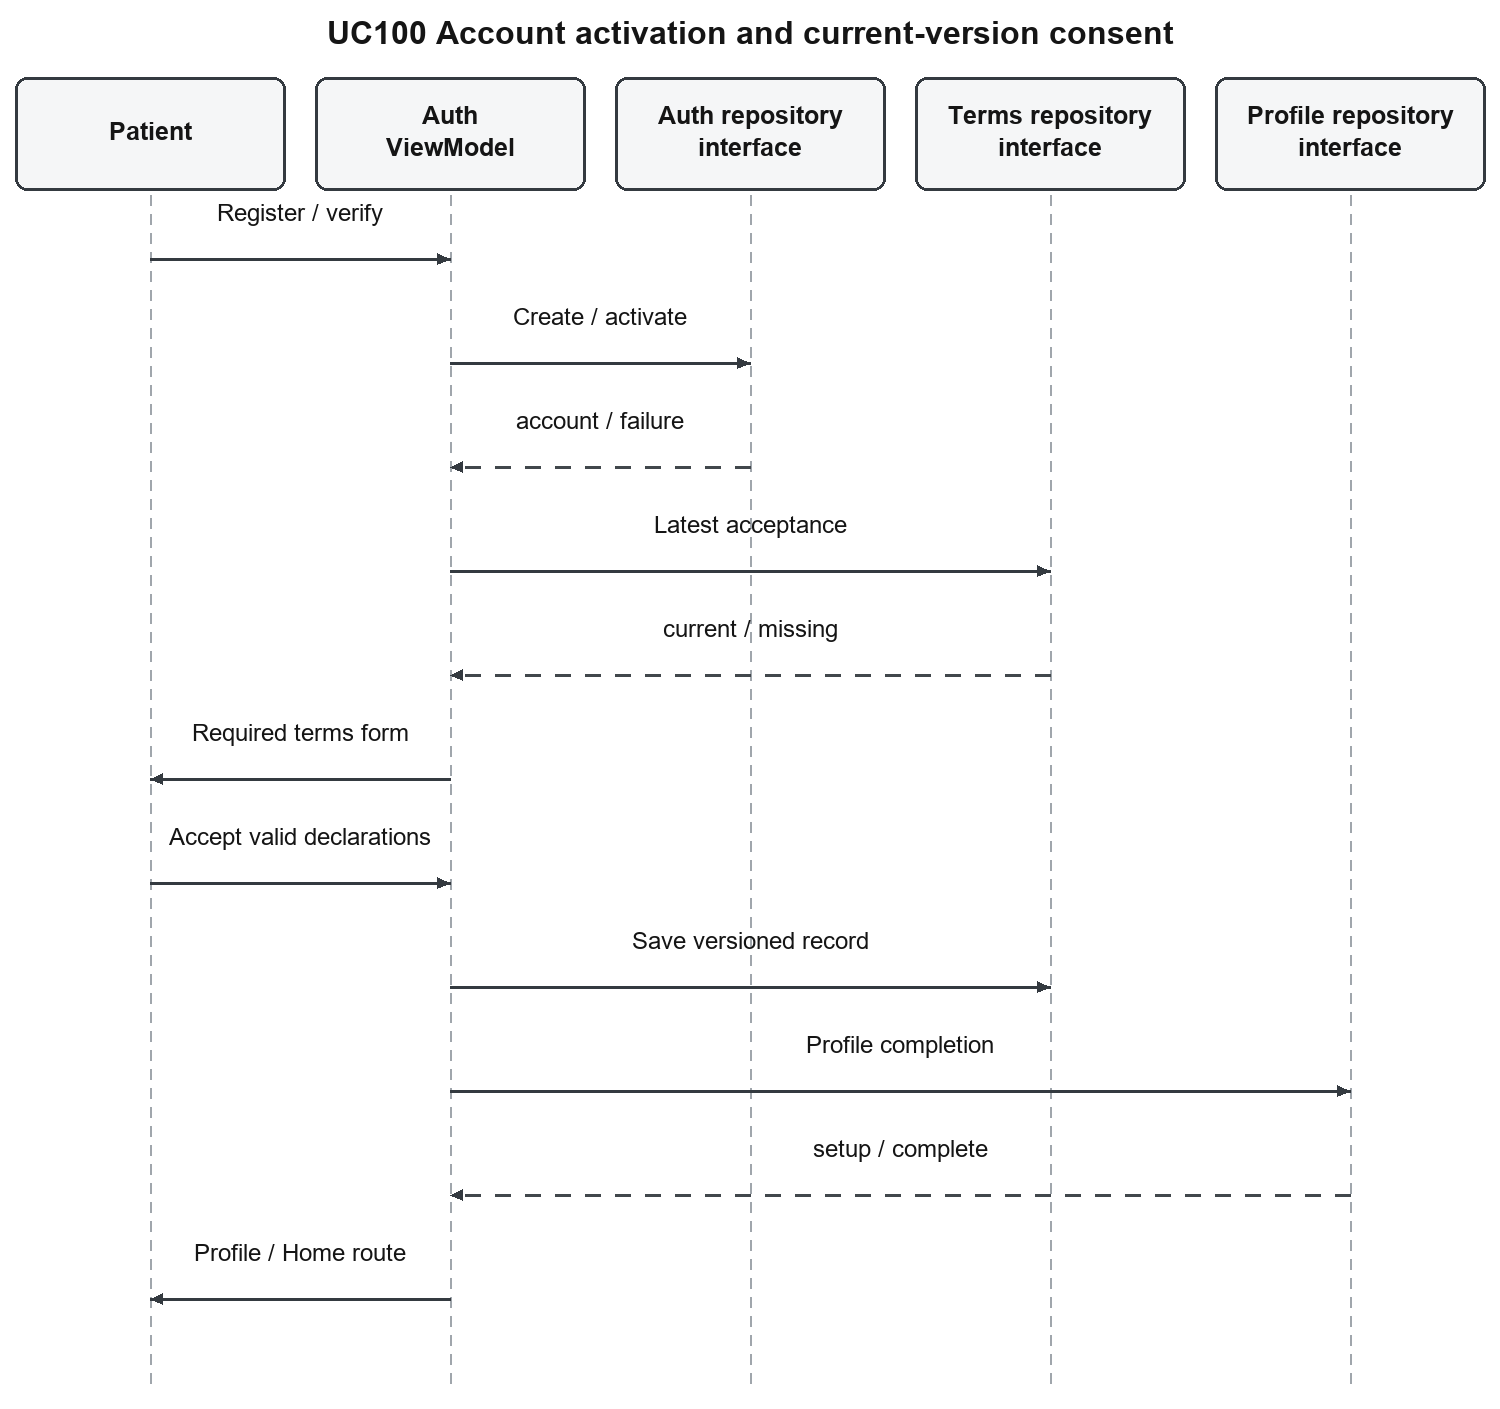 UC100 Account activation and current-version consent
Patient
Auth
ViewModel
Auth repository
interface
Terms repository
interface
Profile repository
interface
Register / verify
Create / activate
account / failure
Latest acceptance
current / missing
Required terms form
Accept valid declarations
Save versioned record
Profile completion
setup / complete
Profile / Home route